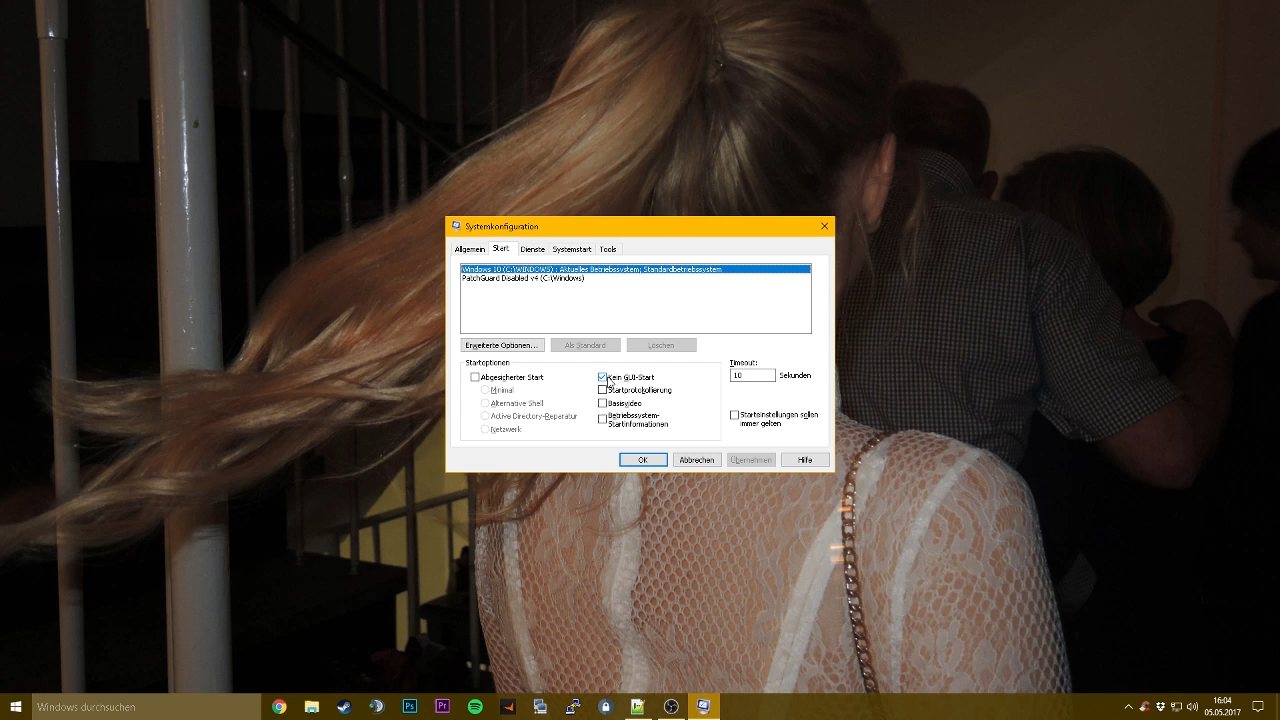 Systemkonfiguration
Allgemein Start Dienste Systemstart Tools
Windows 10 (C:\WINDOWS) : Aktuelles Betriebssystem; Standardbetriebssystem
PatchGuard Disabled v4 (C:\Windows)
Erweiterte Optionen... Als Standard Löschen
Startoptionen
Timeout:
Abgesicherter Start
Kein GUI-Start
10 Sekunden
Minimal
Startprotokollierung
Alternative Shell
Basisvideo
Active Directory-Reparatur
Betriebssystem-
Startinformationen
Netzwerk
Starteinstellungen sollen
immer gelten
OK Abbrechen Übernehmen Hilfe
Windows durchsuchen
Ps
Pr
16:04
05.05.2017